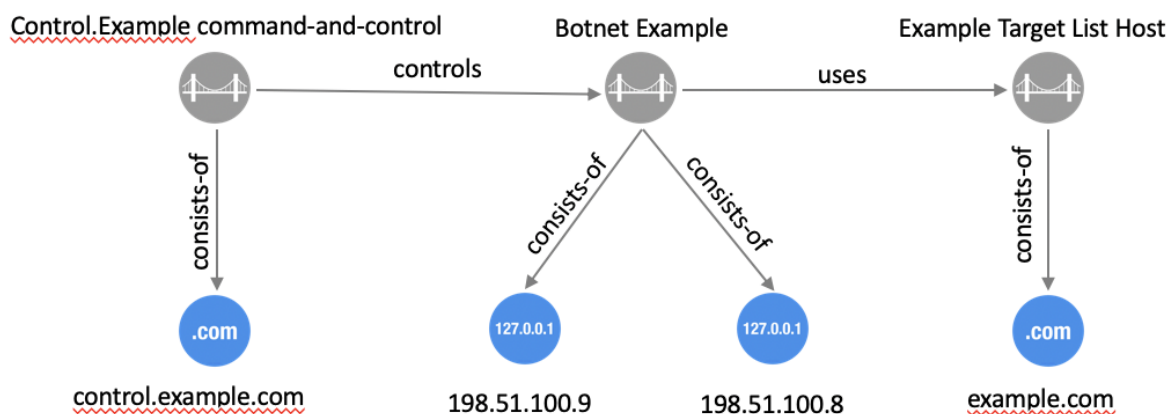 Control.Example command-and-control
Botnet Example
Example Target List Host
controls
uses
consists-of
consists-of
consists-of
consists-of
.com
127.0.0.1
127.0.0.1
.com
control.example.com
198.51.100.9
198.51.100.8
example.com